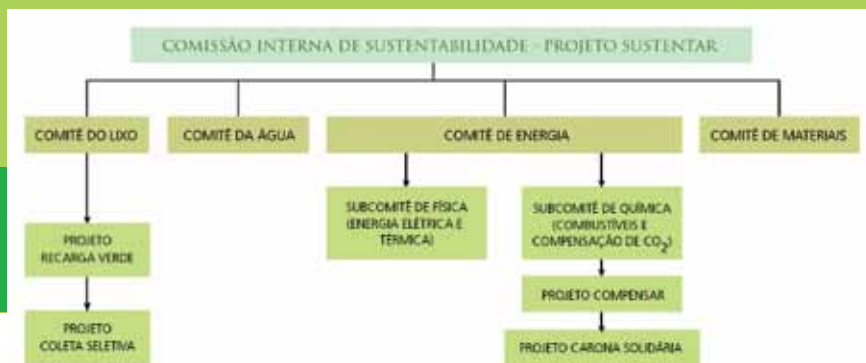 COMISSÃO INTERNA DE SUSTENTABILIDADE - PROJETO SUSTENTAR
COMITÊ DO LIXO
COMITÊ DA ÁGUA
COMITÊ DE ENERGIA
COMITÊ DE MATERIAIS
SUBCOMITÊ DE FÍSICA
(ENERGIA ELÉTRICA E
TÉRMICA)
SUBCOMITÊ DE QUÍMICA
(COMBUSTÍVEIS E
COMPENSAÇÃO DE CO2)
PROJETO
RECARGA VERDE
PROJETO COMPENSAR
PROJETO
COLETA SELETIVA
PROJETO CARONA SOLIDÁRIA